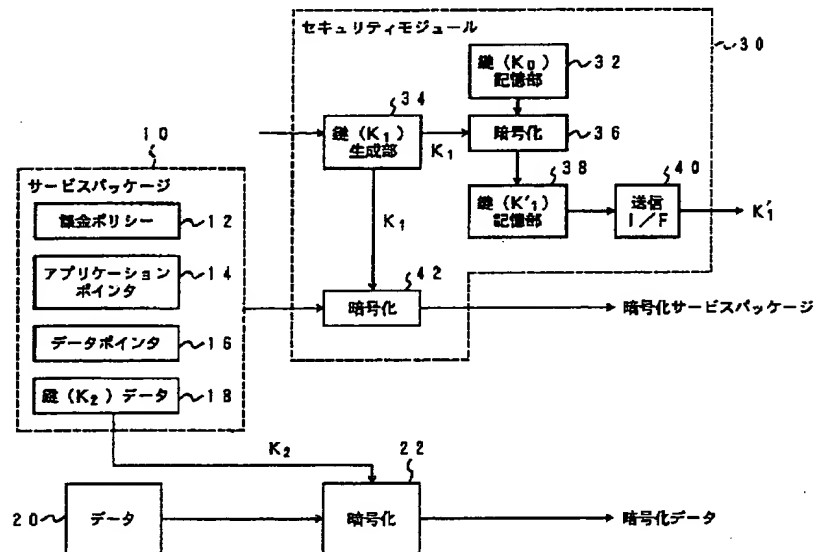 セキュリティモジュール
30
鍵（K₀）
記憶部
32
34
鍵（K₁）
生成部
K₁
暗号化
36
38
鍵（K'₁）
記憶部
40
送信
I／F
K'₁
10
サービスパッケージ
課金ポリシー
12
アプリケーション
ポインタ
14
データポインタ
16
鍵（K₂）データ
18
K₁
42
暗号化
暗号化サービスパッケージ
K₂
22
20
データ
暗号化
暗号化データ